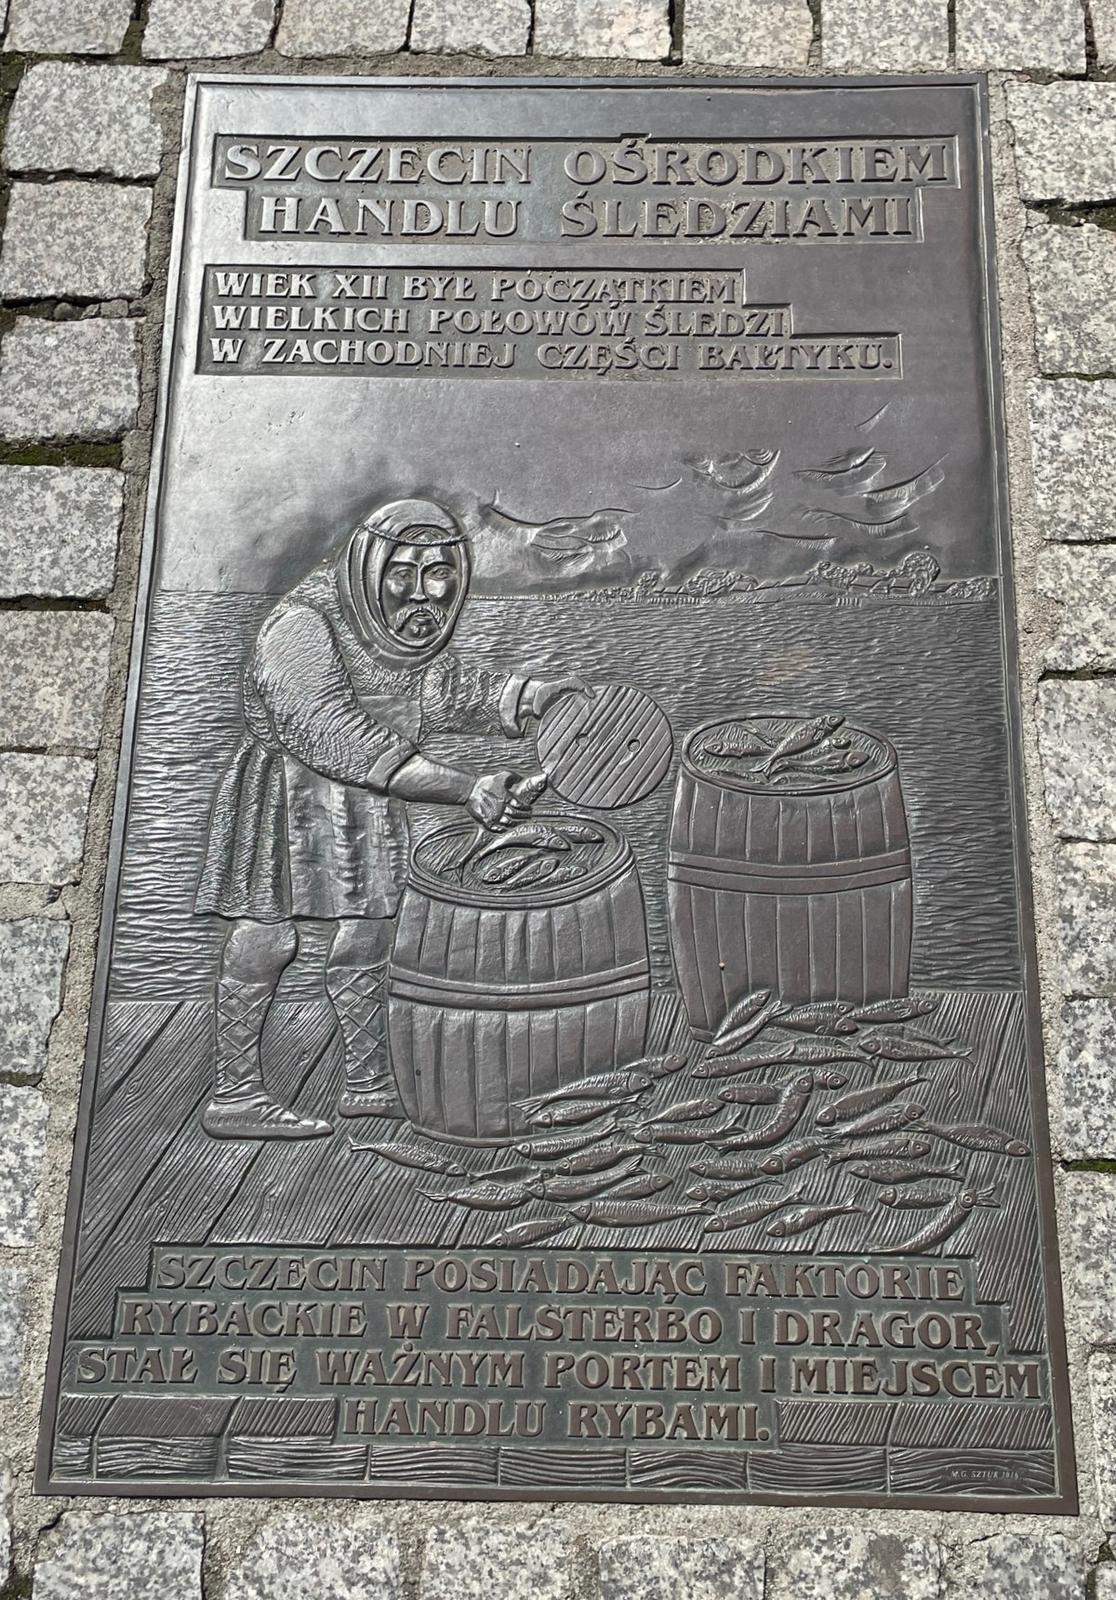 SZCZECIN OŚRODKIEM
HANDLU ŚLEDZIAMI
WIEK XII BYŁ POCZĄTKIEM
WIELKICH POŁOWÓW ŚLEDZI
W ZACHODNIEJ CZĘŚCI BAŁTYKU.
SZCZECIN POSIADAJĄC FAKTORIE
RYBACKIE W FALSTERBO I DRAGOR,
STAŁ SIĘ WAŻNYM PORTEM I MIEJSCEM
HANDLU RYBAMI.
M.G. SZTUK